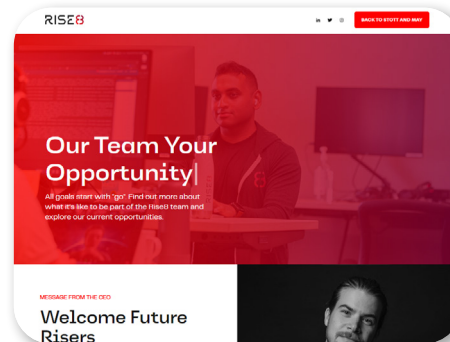 RISE8
BACK TO STOTT AND MAY
Our Team Your
Opportunity|
All goals start with "go". Find out more about
what it's like to be part of the Rise8 team and
explore our current opportunities.
MESSAGE FROM THE CEO
Welcome Future
Risers